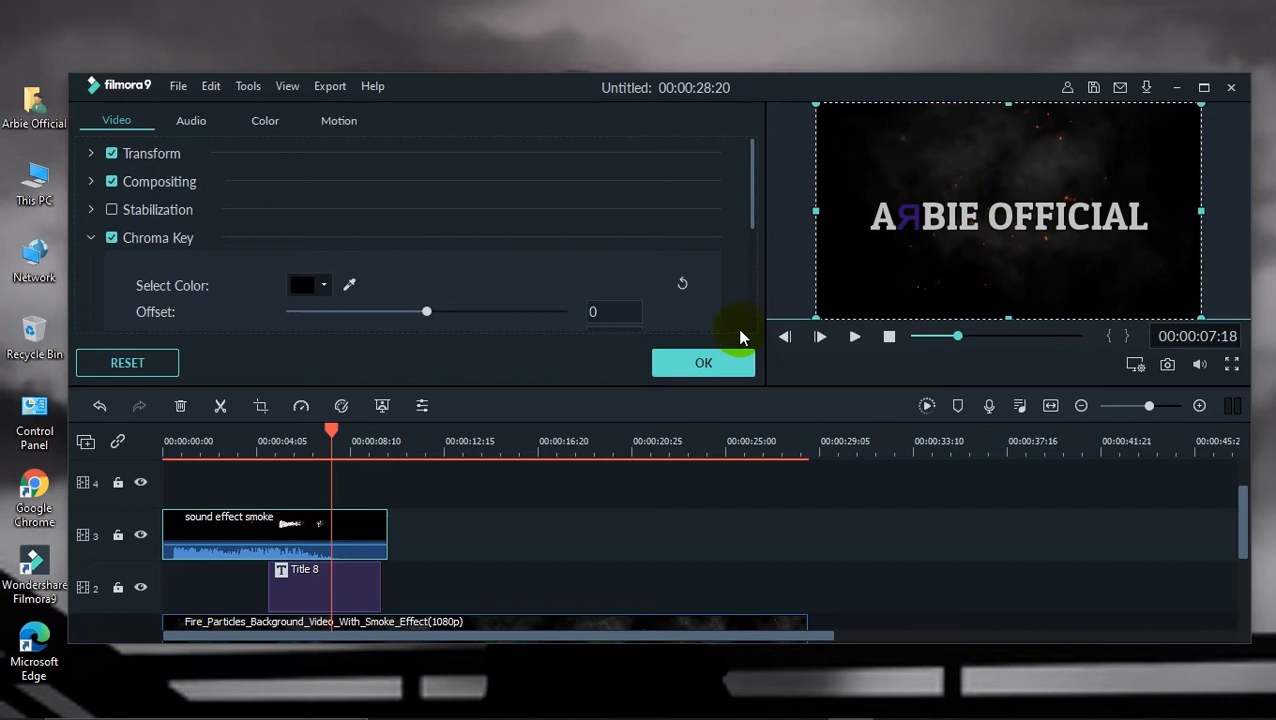 filmora9 File Edit Tools View Export Help Untitled: 00:00:28:20
Video Audio Color Motion
Transform
Compositing
Stabilization
Chroma Key
Select Color:
Offset: 0
RESET OK
AЯBIE OFFICIAL
00:00:07:18
00:00:00:00 00:00:04:05 00:00:08:10 00:00:12:15 00:00:16:20 00:00:20:25 00:00:25:00 00:00:29:05 00:00:33:10 00:00:37:16 00:00:41:21 00:00:45:2
4
sound effect smoke
3
T Title 8
2
Fire_Particles_Background_Video_With_Smoke_Effect(1080p)
Arbie Official
This PC
Network
Recycle Bin
Control
Panel
Google
Chrome
Wondershare
Filmora9
Microsoft
Edge